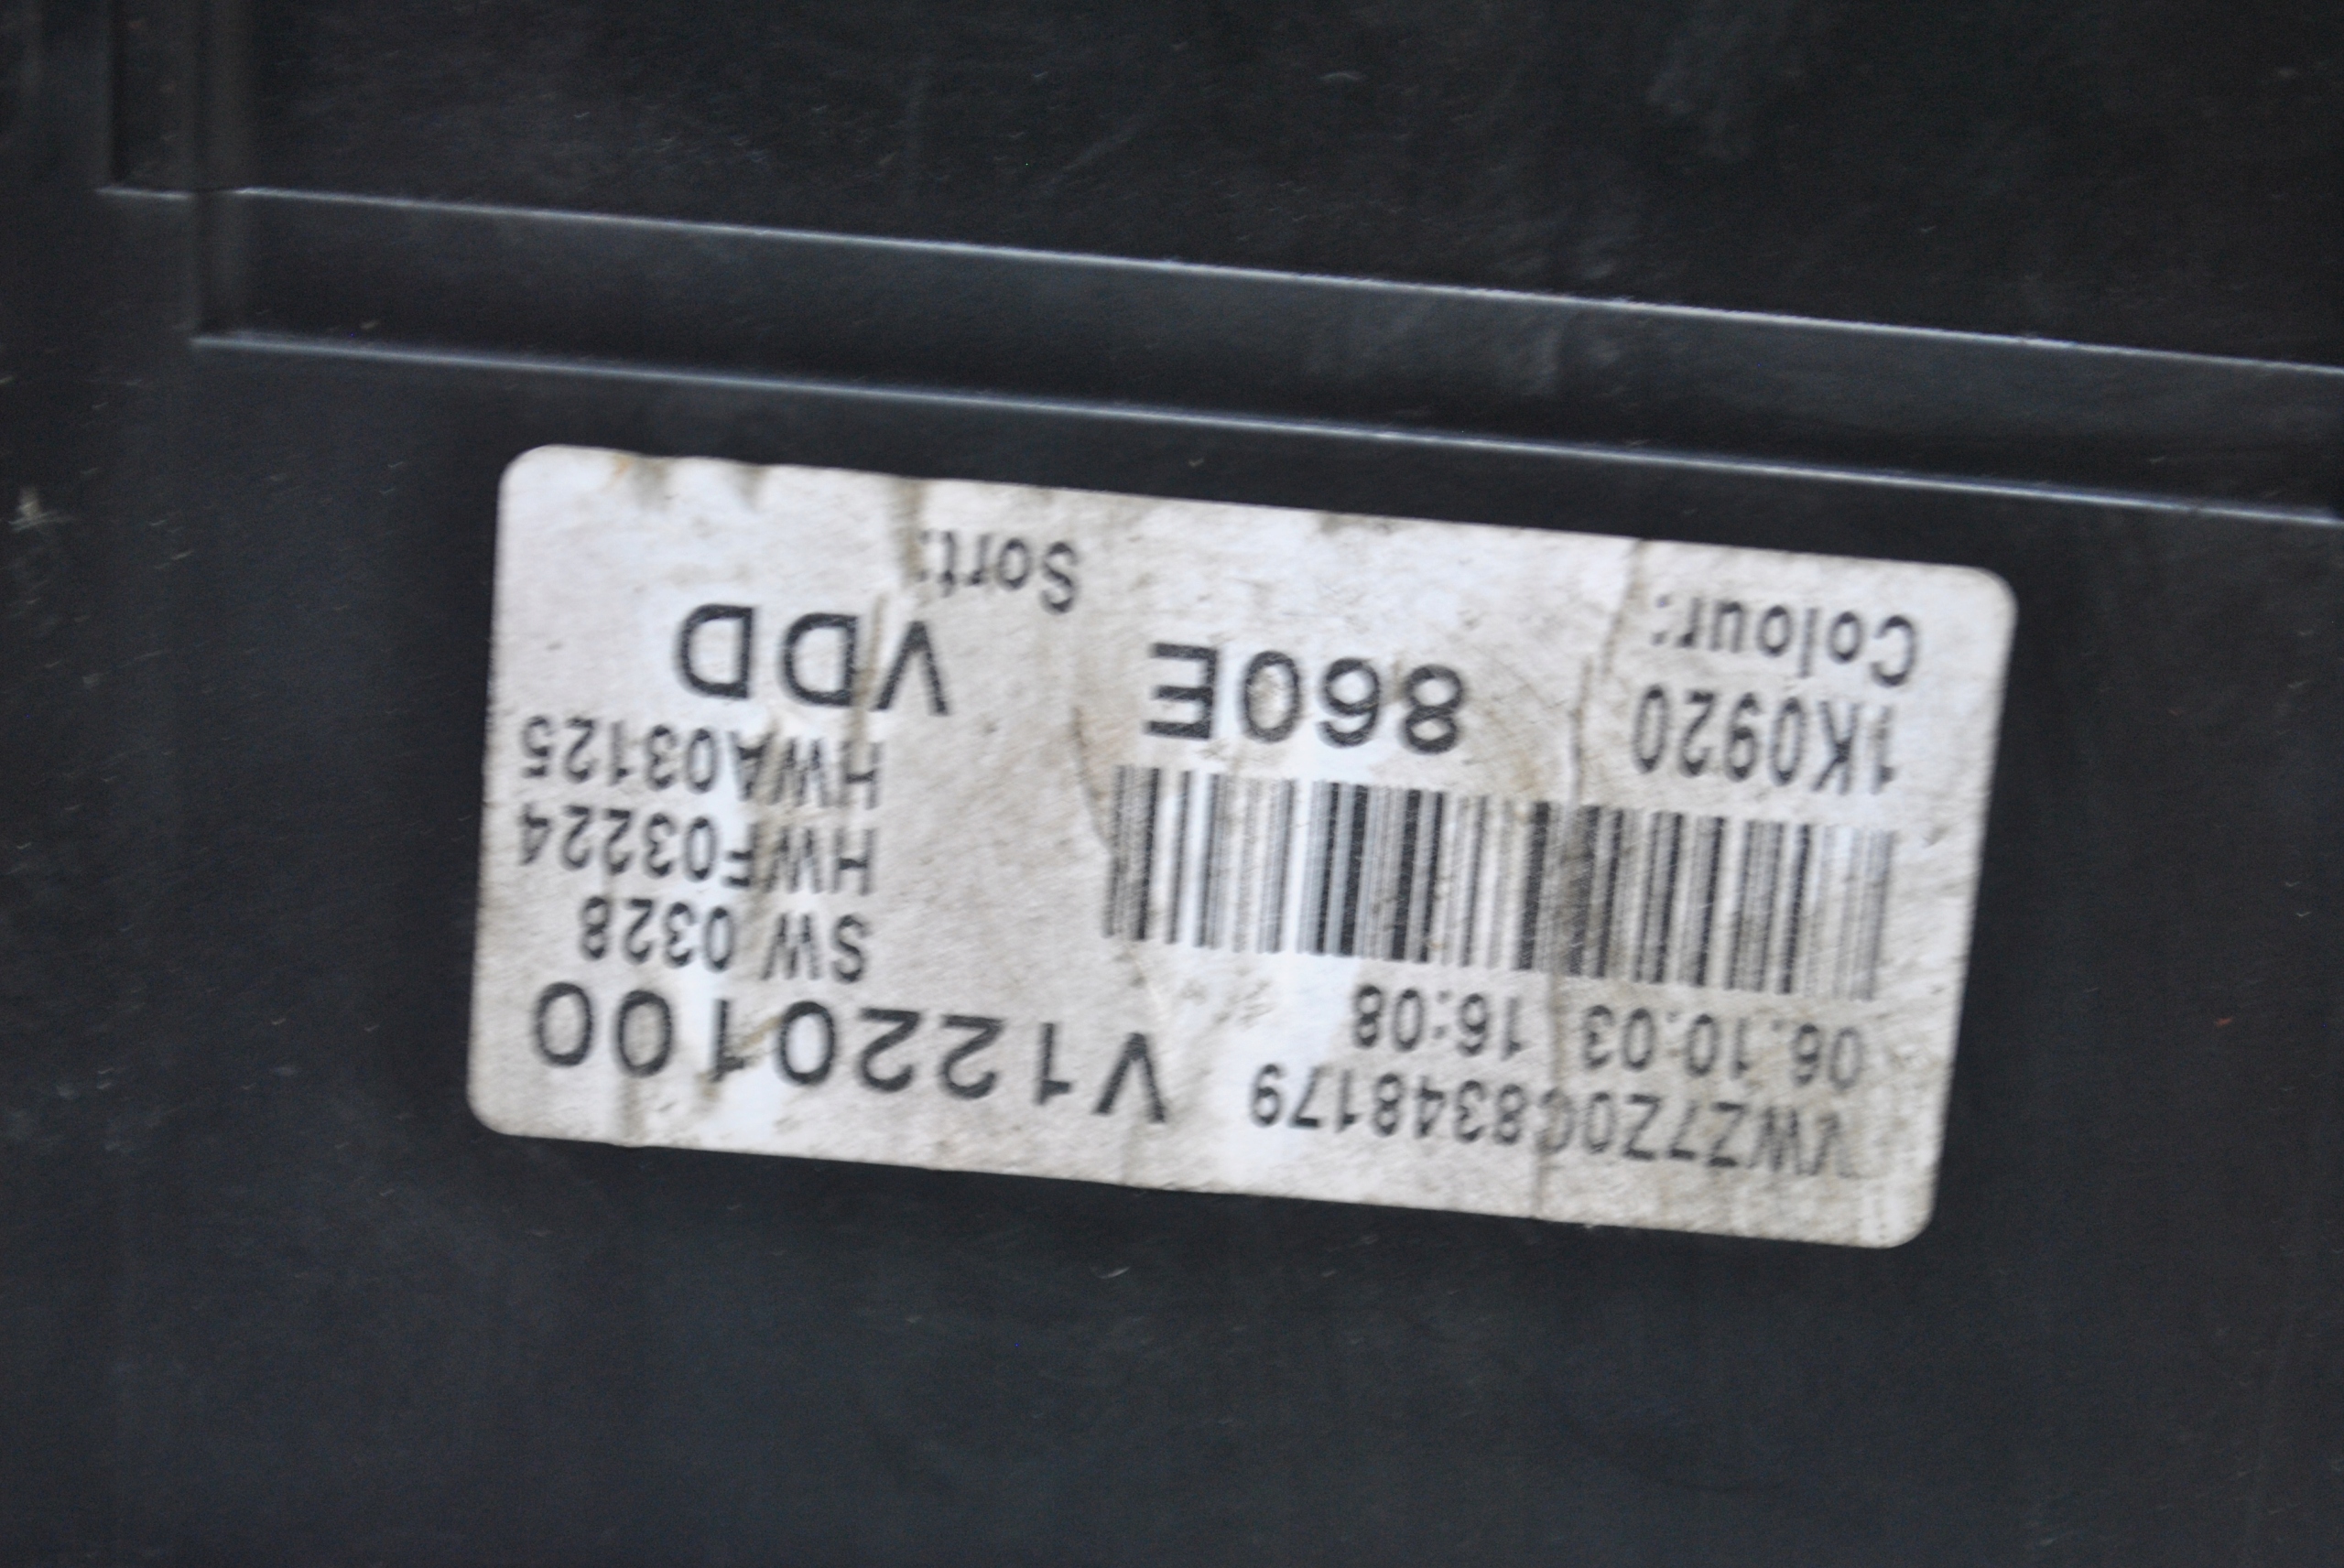 VWZ7Z0C8348179 V1220100
06.10.03 16:08 SW 0328
HWF03224
HWA03125
1K0920 860E VDD
Colour: Sort: